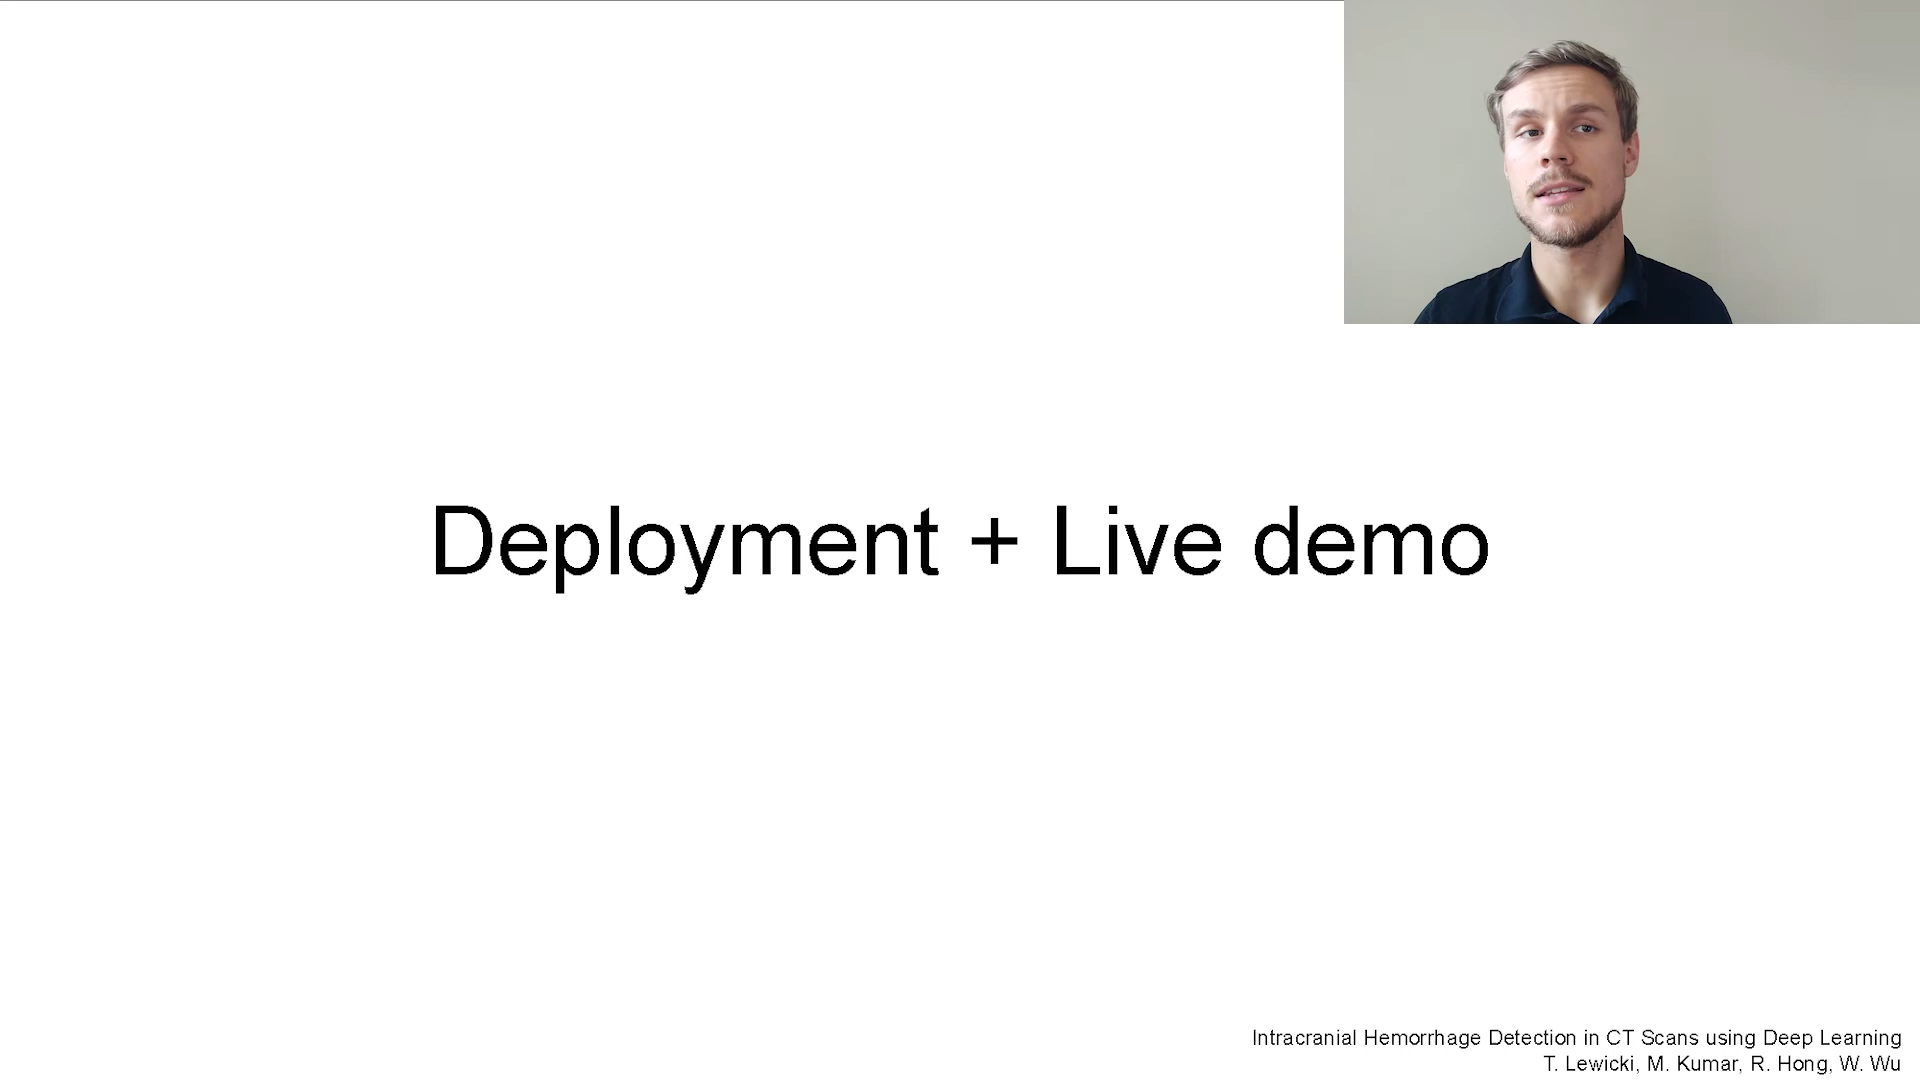 Deployment + Live demo
Intracranial Hemorrhage Detection in CT Scans using Deep Learning
T. Lewicki, M. Kumar, R. Hong, W. Wu